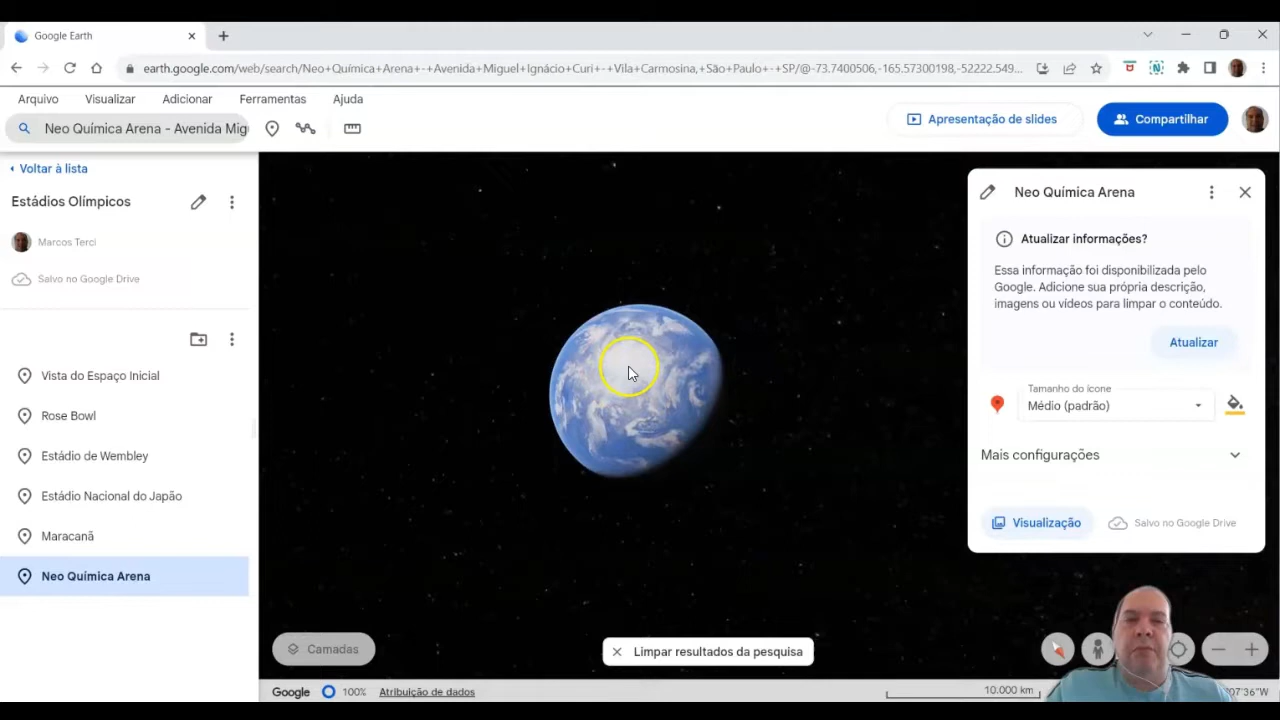 Google Earth
earth.google.com/web/search/Neo+Química+Arena+-+Avenida+Miguel+Ignácio+Curi+-+Vila+Carmosina,+São+Paulo+-+SP/@-73.7400506,-165.57300198,-52222.549...
Arquivo Visualizar Adicionar Ferramentas Ajuda
Neo Química Arena - Avenida Mig
Apresentação de slides
Compartilhar
Voltar à lista
Estádios Olímpicos
Marcos Terci
Salvo no Google Drive
Vista do Espaço Inicial
Rose Bowl
Estádio de Wembley
Estádio Nacional do Japão
Maracanã
Neo Química Arena
Neo Química Arena
Atualizar informações?
Essa informação foi disponibilizada pelo
Google. Adicione sua própria descrição,
imagens ou vídeos para limpar o conteúdo.
Atualizar
Tamanho do ícone
Médio (padrão)
Mais configurações
Visualização
Salvo no Google Drive
Camadas
Limpar resultados da pesquisa
Google 100% Atribuição de dados
10.000 km
07'36"W